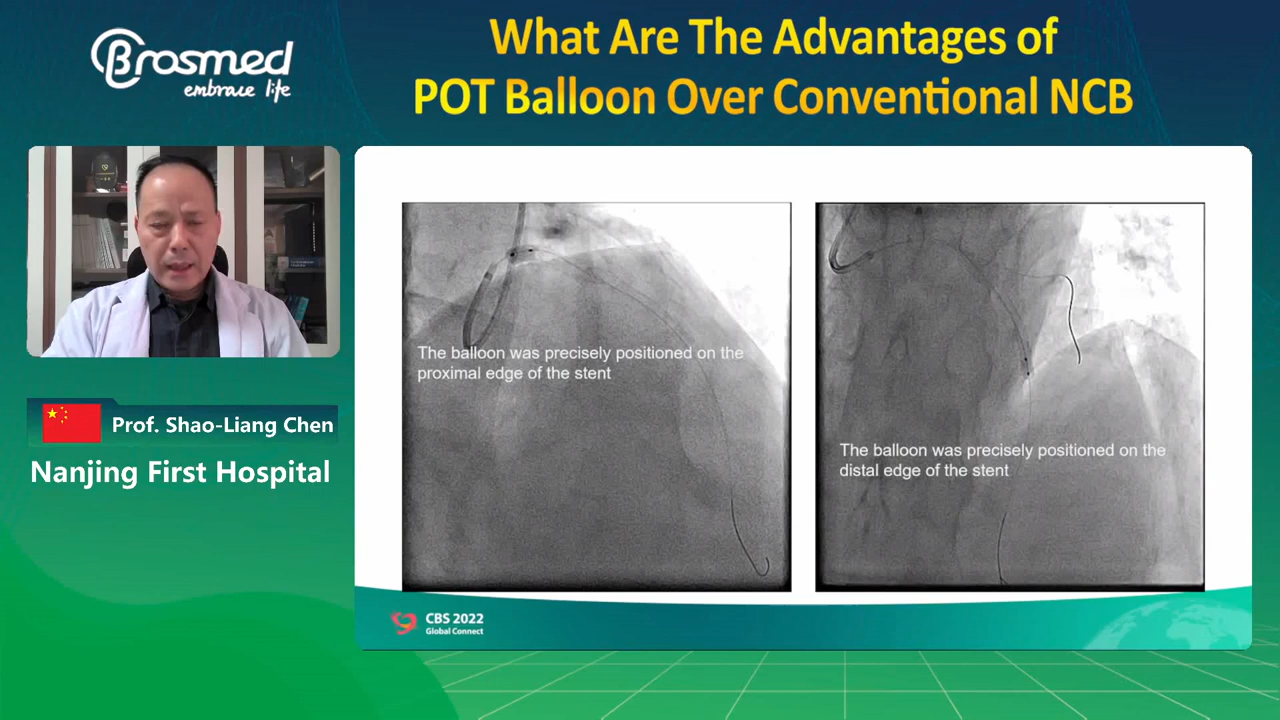 Brosmed
embrace life
What Are The Advantages of
POT Balloon Over Conventional NCB
Prof. Shao-Liang Chen
Nanjing First Hospital
The balloon was precisely positioned on the
proximal edge of the stent
The balloon was precisely positioned on the
distal edge of the stent
CBS 2022
Global Connect